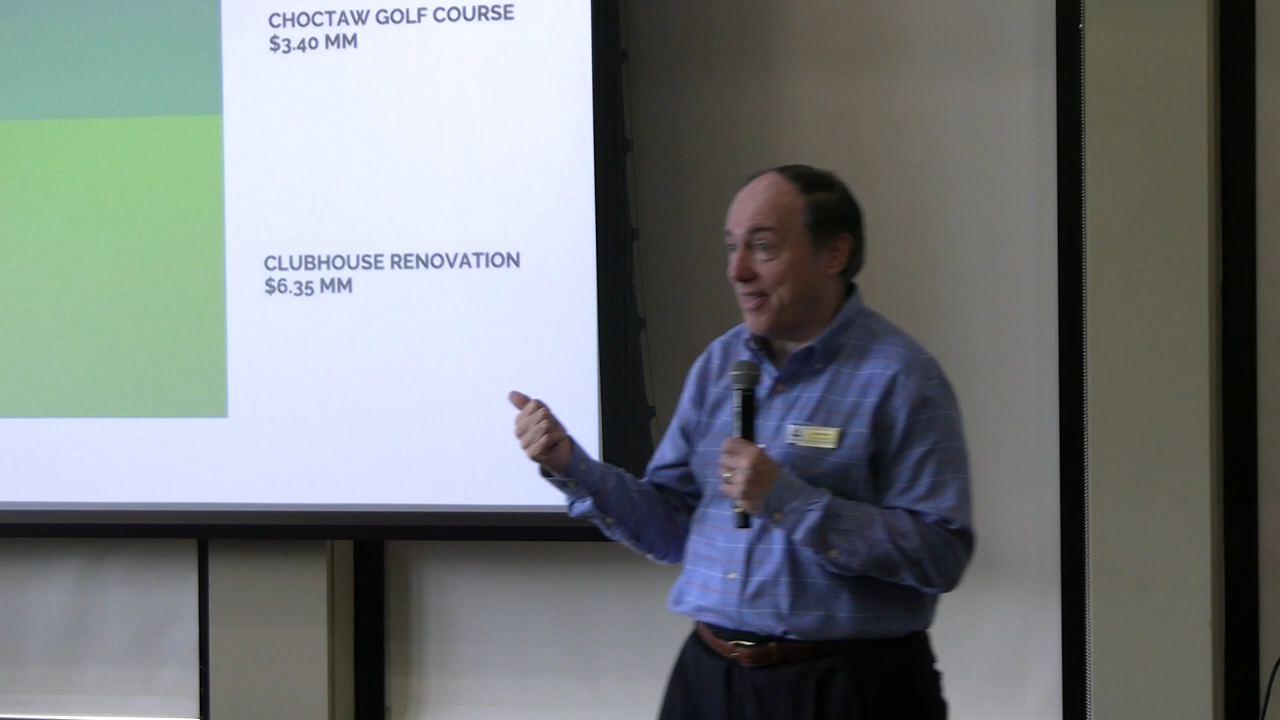 CHOCTAW GOLF COURSE
$3.40 MM
CLUBHOUSE RENOVATION
$6.35 MM